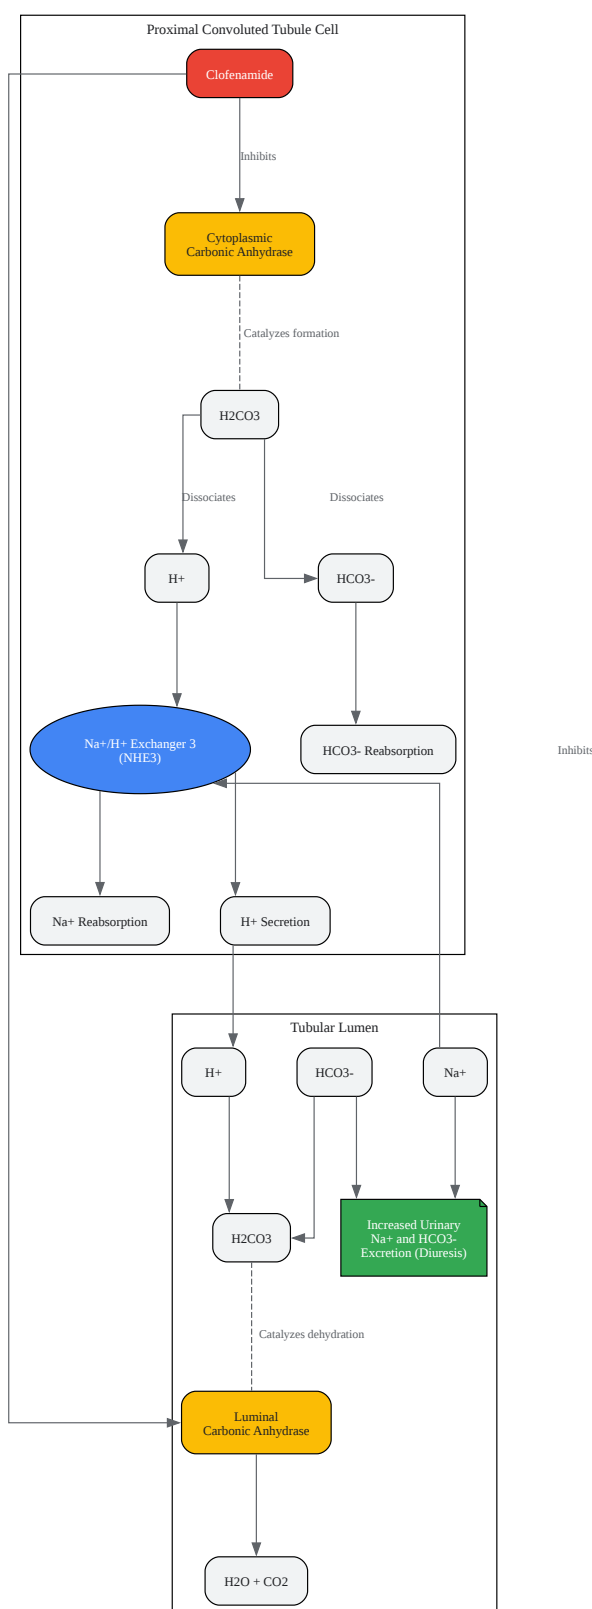 Proximal Convoluted Tubule Cell
Clofenamide
Inhibits
Cytoplasmic
Carbonic Anhydrase
Catalyzes formation
H2CO3
Dissociates
Dissociates
H+
HCO3-
Na+/H+ Exchanger 3
(NHE3)
HCO3- Reabsorption
Inhibits
Na+ Reabsorption
H+ Secretion
Tubular Lumen
H+
HCO3-
Na+
H2CO3
Increased Urinary
Na+ and HCO3-
Excretion (Diuresis)
Catalyzes dehydration
Luminal
Carbonic Anhydrase
H2O + CO2